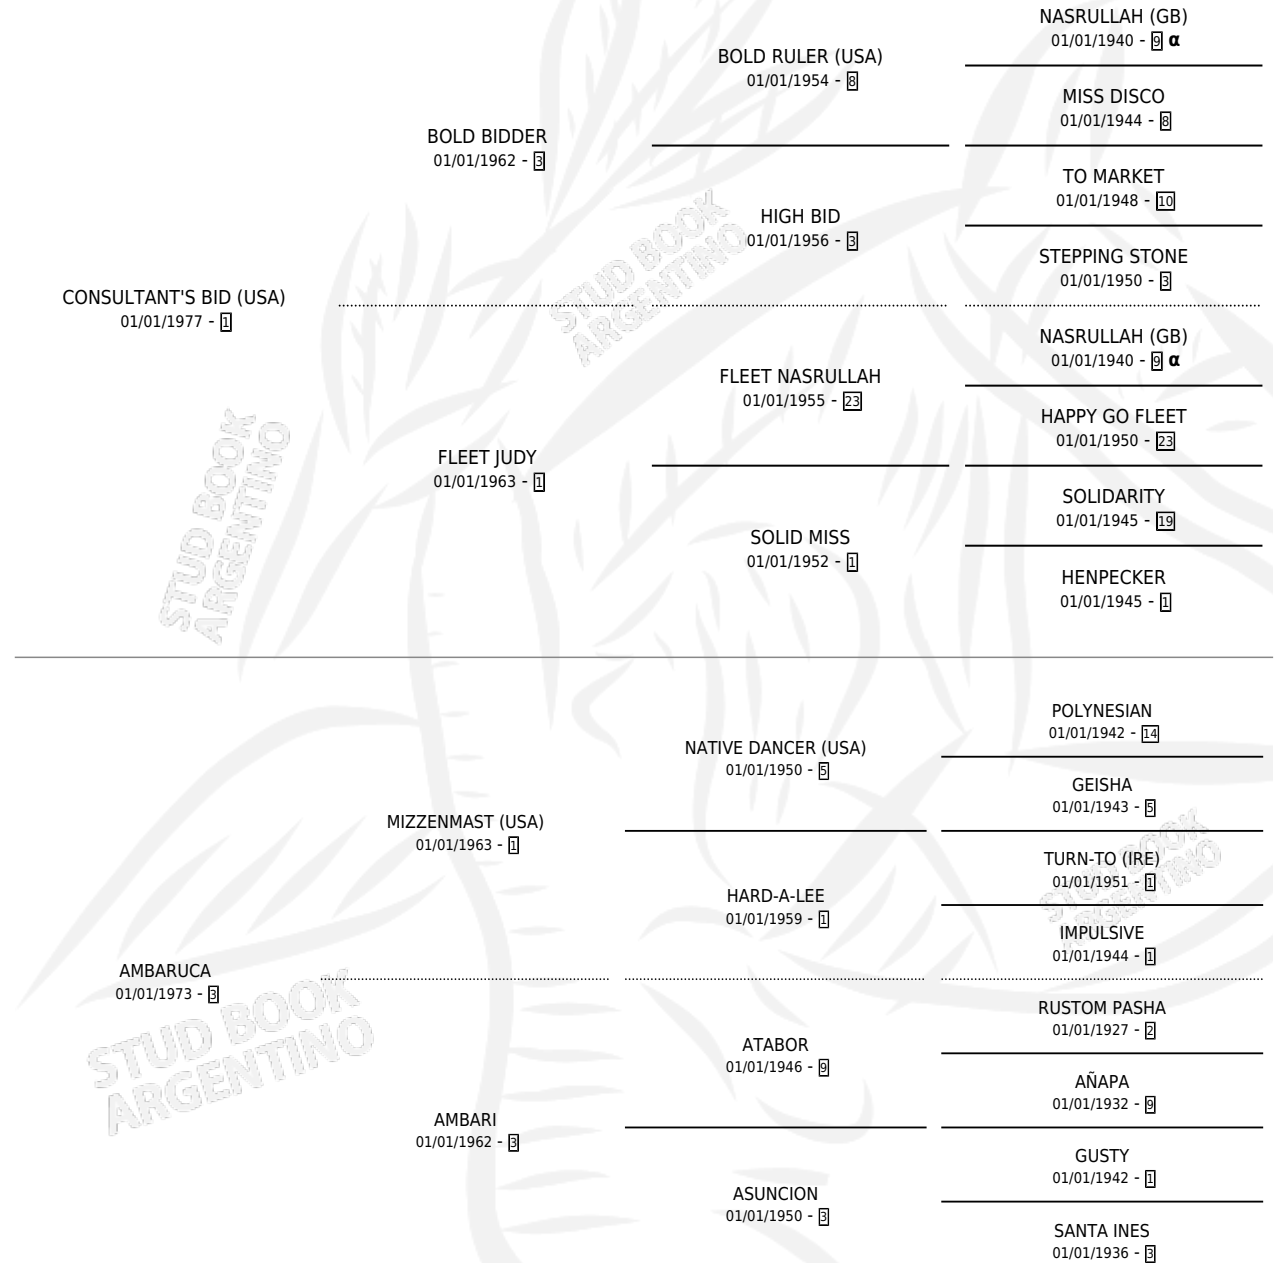 NASRULLAH (GB)
01/01/1940 - 9 α
BOLD RULER (USA)
01/01/1954 - 8
MISS DISCO
01/01/1944 - 8
BOLD BIDDER
01/01/1962 - 3
TO MARKET
01/01/1948 - 10
HIGH BID
01/01/1956 - 3
STEPPING STONE
01/01/1950 - 3
CONSULTANT'S BID (USA)
01/01/1977 - 1
NASRULLAH (GB)
01/01/1940 - 9 α
FLEET NASRULLAH
01/01/1955 - 23
HAPPY GO FLEET
01/01/1950 - 23
FLEET JUDY
01/01/1963 - 1
SOLIDARITY
01/01/1945 - 19
SOLID MISS
01/01/1952 - 1
HENPECKER
01/01/1945 - 1
POLYNESIAN
01/01/1942 - 14
NATIVE DANCER (USA)
01/01/1950 - 5
GEISHA
01/01/1943 - 5
MIZZENMAST (USA)
01/01/1963 - 1
TURN-TO (IRE)
01/01/1951 - 1
HARD-A-LEE
01/01/1959 - 1
IMPULSIVE
01/01/1944 - 1
AMBARUCA
01/01/1973 - 3
RUSTOM PASHA
01/01/1927 - 2
ATABOR
01/01/1946 - 9
AÑAPA
01/01/1932 - 9
AMBARI
01/01/1962 - 3
GUSTY
01/01/1942 - 1
ASUNCION
01/01/1950 - 3
SANTA INES
01/01/1936 - 3
STUD BOOK
ARGENTINO
STUD BOOK
ARGENTINO
STUD BOOK
ARGENTINO
STUD BOOK
ARGENTINO